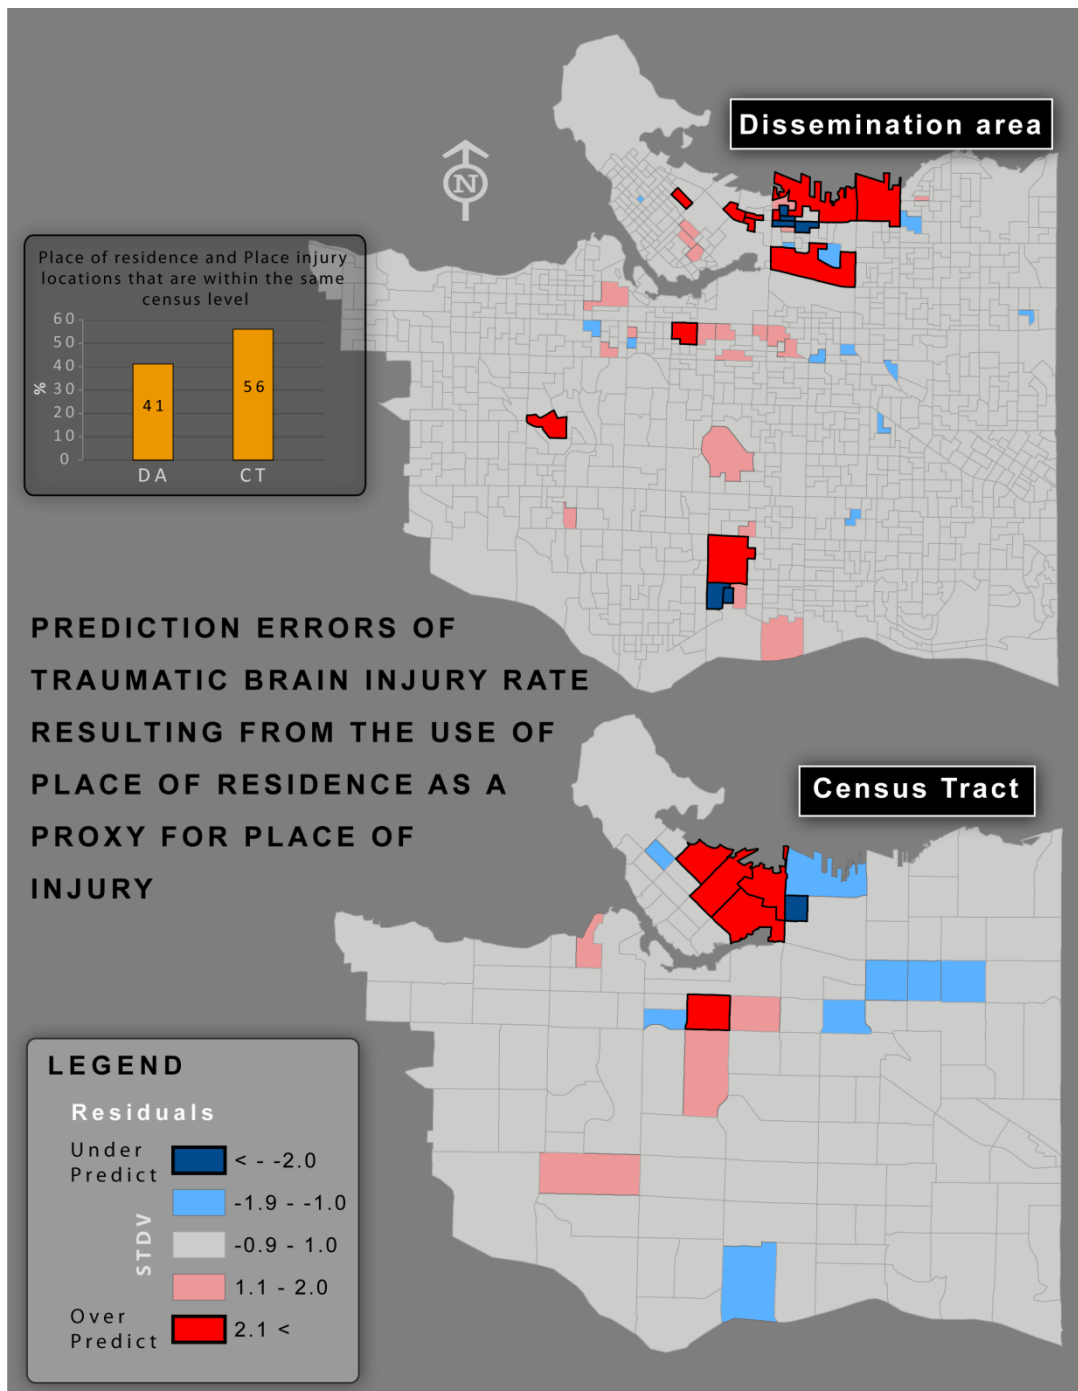 Dissemination area
N
Place of residence and Place injury
locations that are within the same
census level
60
50
40
30
20
10
0
%
41
56
DA
CT
PREDICTION ERRORS OF
TRAUMATIC BRAIN INJURY RATE
RESULTING FROM THE USE OF
PLACE OF RESIDENCE AS A
PROXY FOR PLACE OF
INJURY
Census Tract
LEGEND
Residuals
Under
Predict
< - -2.0
-1.9 - -1.0
STDV
-0.9 - 1.0
1.1 - 2.0
Over
Predict
2.1 <